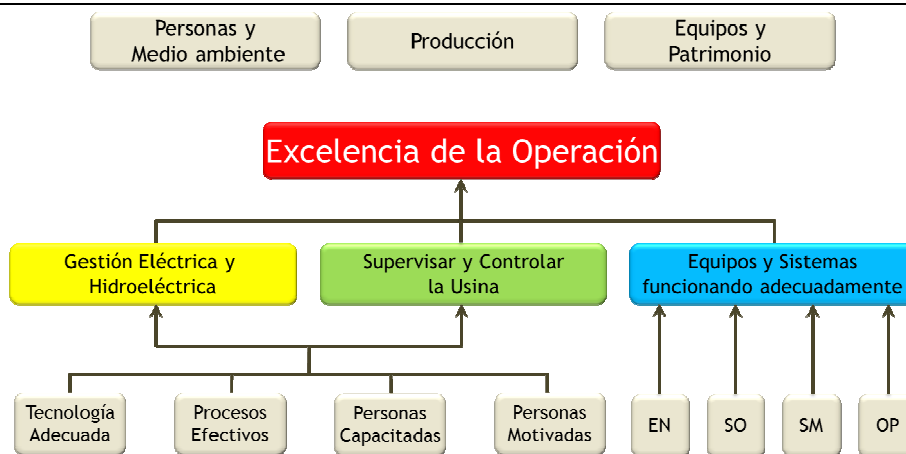 Personas y
Medio ambiente
Producción
Equipos y
Patrimonio
Excelencia de la Operación
Gestión Eléctrica y
Hidroeléctrica
Supervisar y Controlar
la Usina
Equipos y Sistemas
funcionando adecuadamente
Tecnología
Adecuada
Procesos
Efectivos
Personas
Capacitadas
Personas
Motivadas
EN
SO
SM
OP